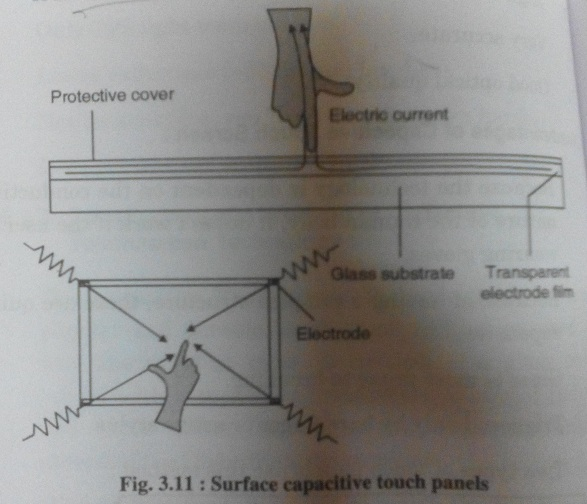 Protective cover
Electric current
Glass substrate
Transparent
electrode film
Electrode
Fig. 3.11 : Surface capacitive touch panels